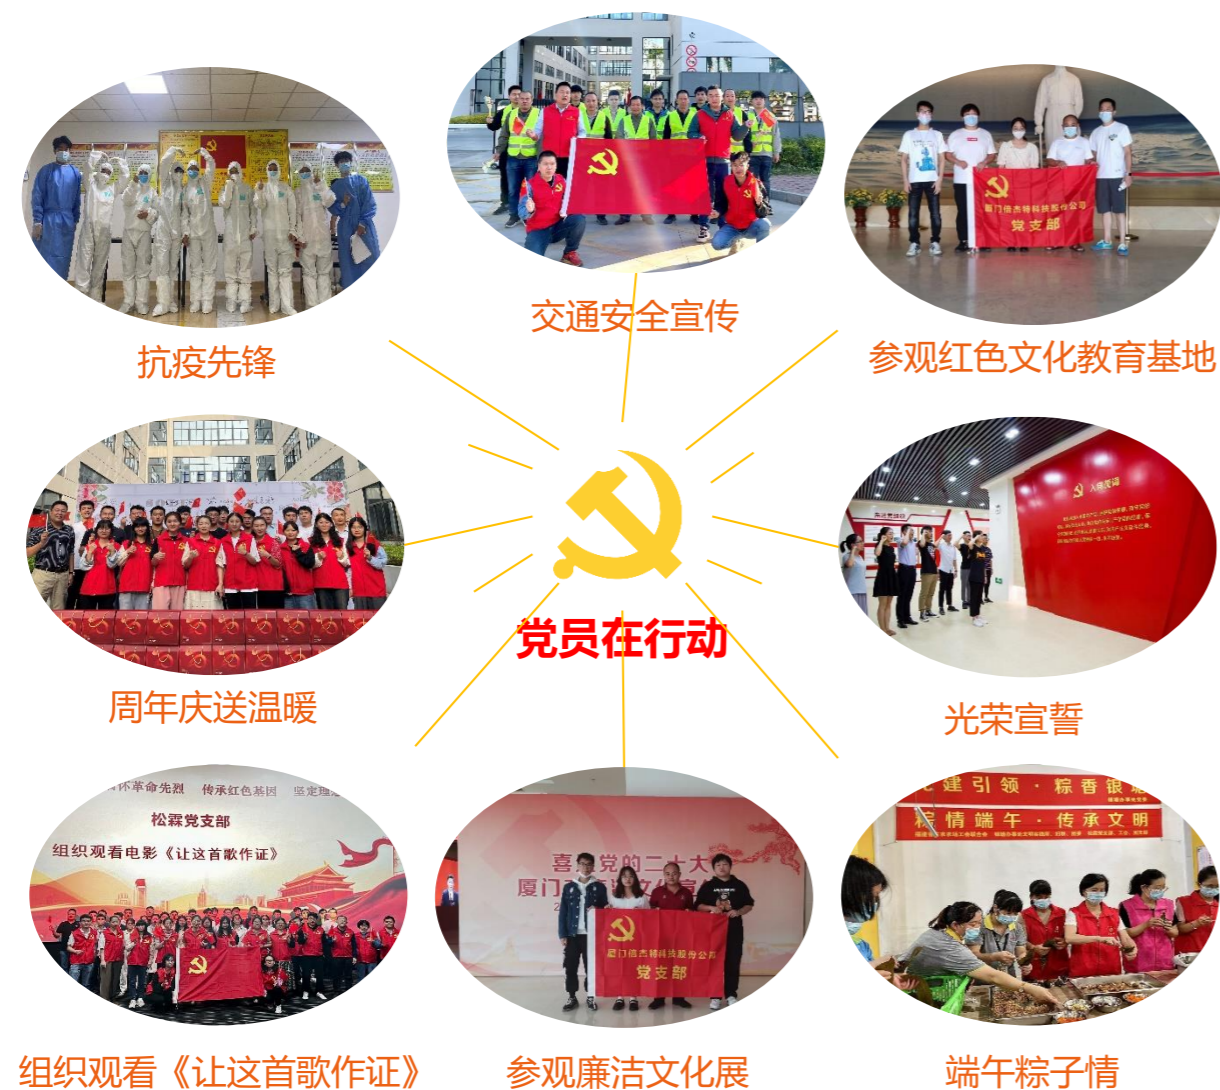 交通安全宣传
厦门倍杰特科技股份公司
党支部
抗疫先锋
参观红色文化教育基地
入党誓词
党员在行动
周年庆送温暖
光荣宣誓
怀革命先烈 传承红色基因 坚定理
松霖党支部
组织观看电影《让这首歌作证》
党的二十大
厦门
厦门倍杰特科技股份公司
党支部
建引领·粽香银
粽情端午·传承文明
组织观看《让这首歌作证》
参观廉洁文化展
端午粽子情